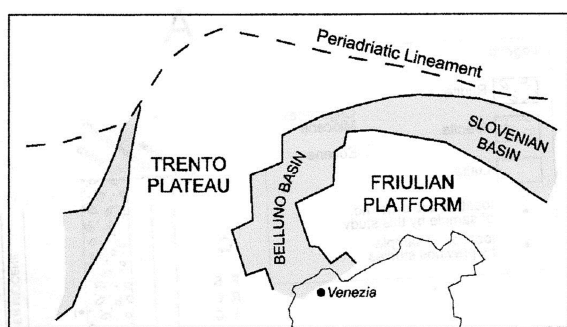 Periadriatic Lineament
SLOVENIAN
BASIN
TRENTO
PLATEAU
BELLUNO BASIN
FRIULIAN
PLATFORM
Venezia